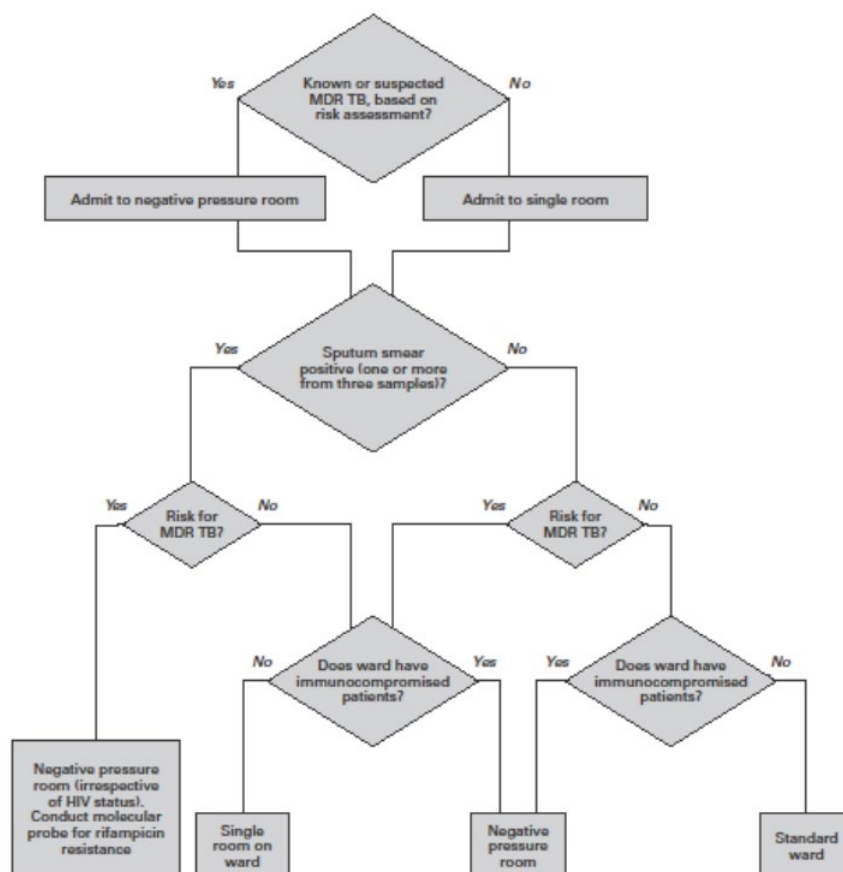 Yes
No
Known or suspected
MDR TB, based on
risk assessment?
Admit to negative pressure room
Admit to single room
Yes
No
Sputum smear
positive (one or more
from three samples)?
Yes
No
Risk for
MDR TB?
Yes
No
Risk for
MDR TB?
No
Yes
Does ward have
immunocompromised
patients?
Yes
No
Does ward have
immunocompromised
patients?
Negative pressure
room (irrespective
of HIV status).
Conduct molecular
probe for rifampicin
resistance
Single
room on
ward
Negative
pressure
room
Standard
ward